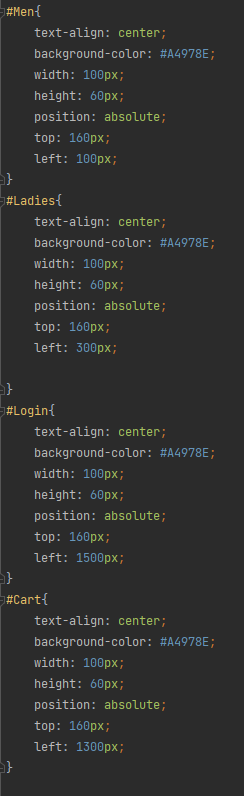 #Men{
    text-align: center;
    background-color: #A4978E;
    width: 100px;
    height: 60px;
    position: absolute;
    top: 160px;
    left: 100px;
}
#Ladies{
    text-align: center;
    background-color: #A4978E;
    width: 100px;
    height: 60px;
    position: absolute;
    top: 160px;
    left: 300px;

}
#Login{
    text-align: center;
    background-color: #A4978E;
    width: 100px;
    height: 60px;
    position: absolute;
    top: 160px;
    left: 1500px;
}
#Cart{
    text-align: center;
    background-color: #A4978E;
    width: 100px;
    height: 60px;
    position: absolute;
    top: 160px;
    left: 1300px;
}